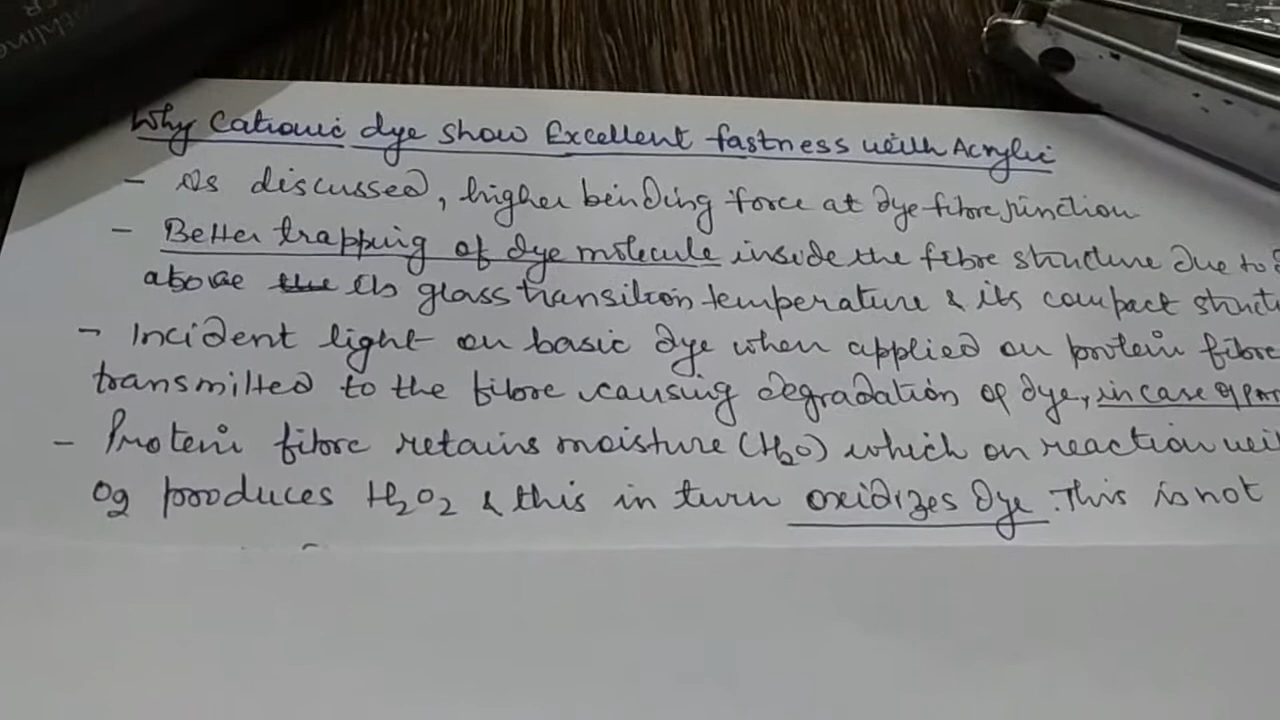 Why Cationic dye show Excellent fastness with Acrylic
- As discussed, higher beinding force at dye fibre junction
- Better trapping of dye molecule inside the fibre structure due to
above its glass transition temperature & its compact struct
- Incident light on basic dye when applied on protein fibre
transmitted to the fibre causing degradation of dye, in case of
- Protein fibre retains moisture (H2O) which on reaction
O2 produces H2O2 & this in turn oxidizes dye. This is not